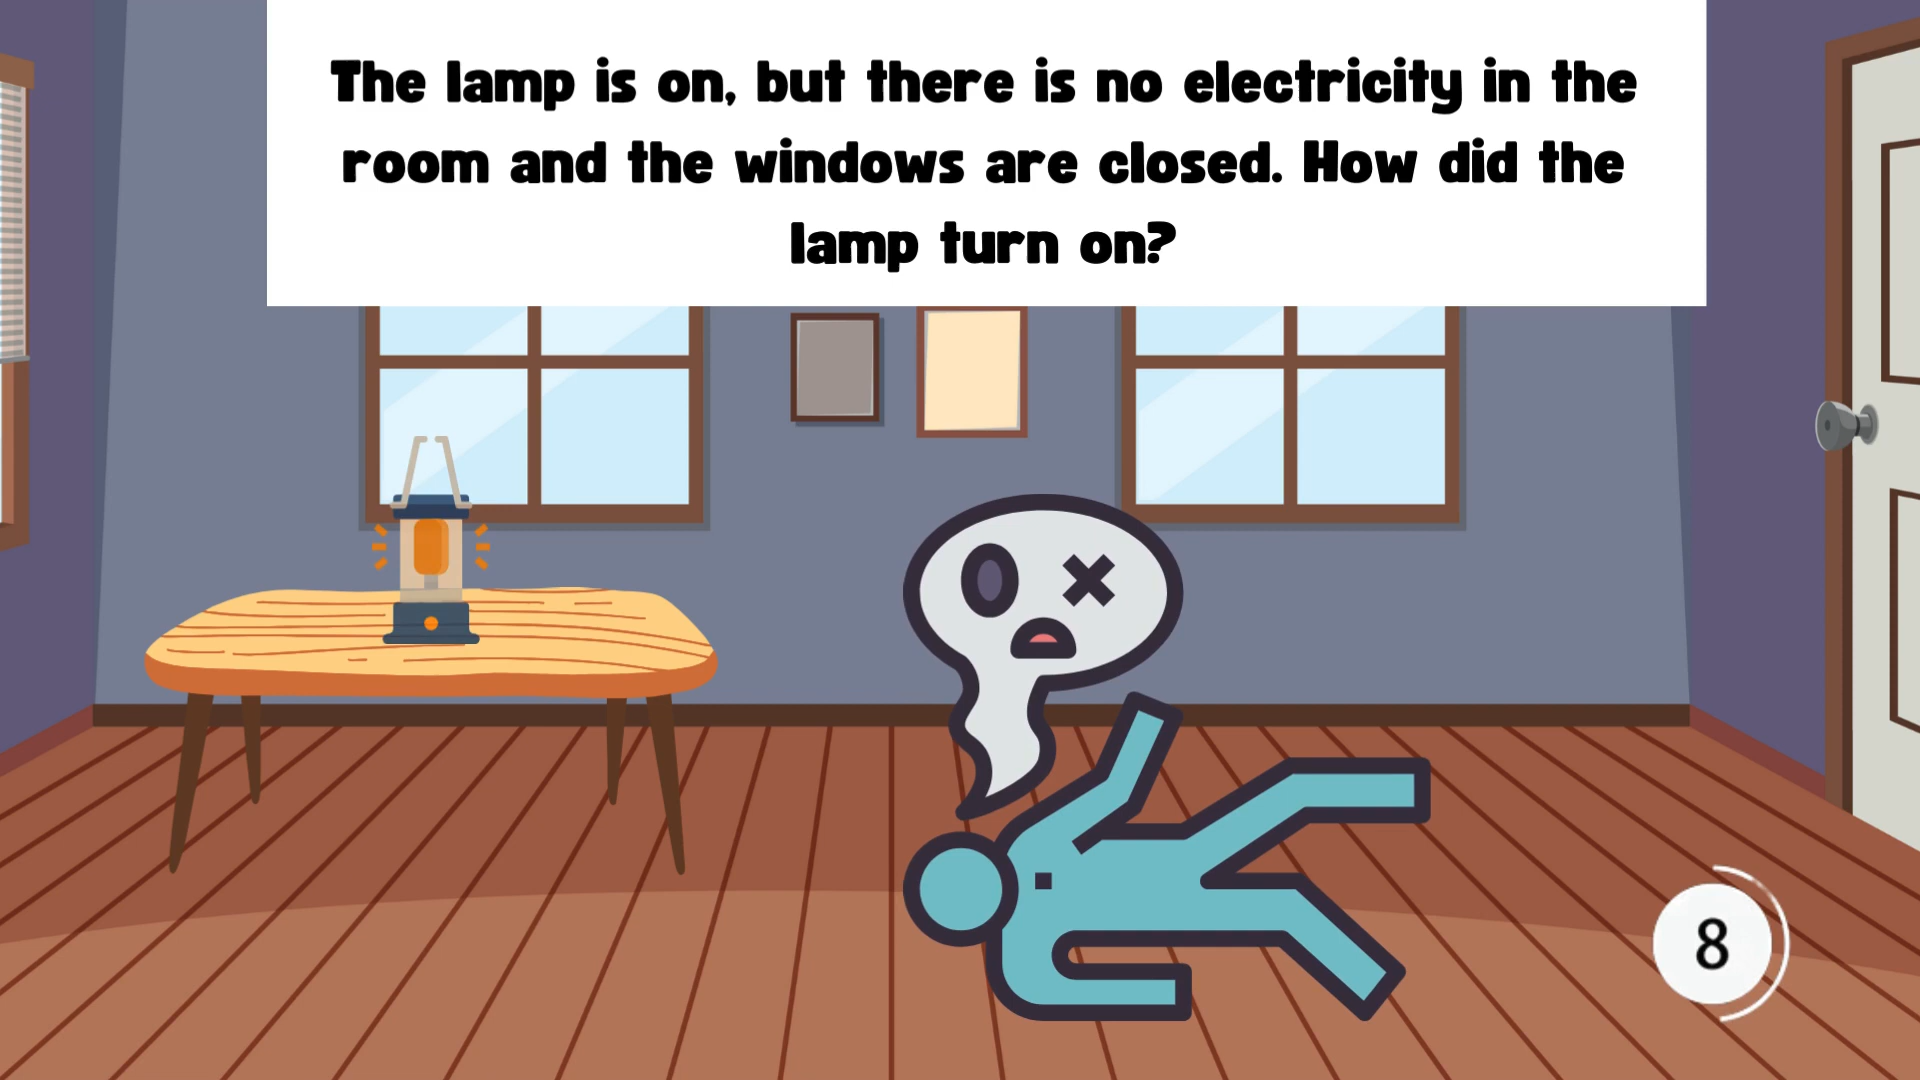 The lamp is on, but there is no electricity in the
room and the windows are closed. How did the
lamp turn on?
8